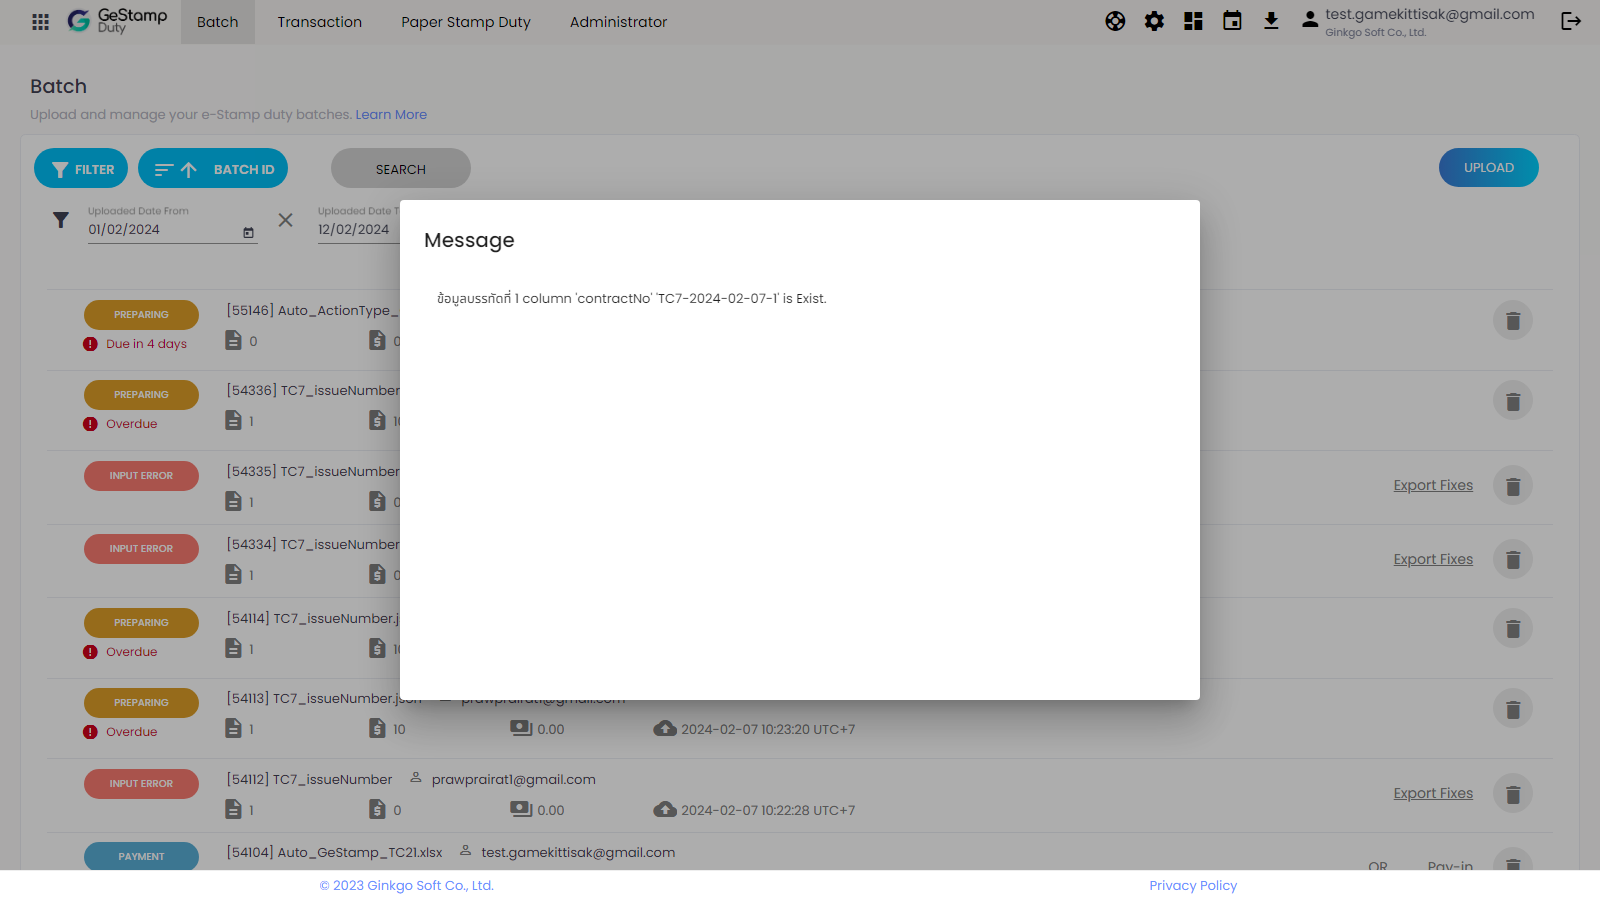 GeStamp
Duty
Batch
Transaction
Paper Stamp Duty
Administrator
test.gamekittisak@gmail.com
Ginkgo Soft Co., Ltd.
Batch
Upload and manage your e-Stamp duty batches. Learn More
FILTER
BATCH ID
SEARCH
UPLOAD
Uploaded Date From
01/02/2024
Uploaded Date T
12/02/2024
Message
ข้อมูลบรรทัดที่ 1 column 'contractNo' 'TC7-2024-02-07-1' is Exist.
PREPARING
[55146] Auto_ActionType_
Due in 4 days
0
0
PREPARING
[54336] TC7_issueNumber
Overdue
1
10
INPUT ERROR
[54335] TC7_issueNumber
1
0
Export Fixes
INPUT ERROR
[54334] TC7_issueNumber
1
0
Export Fixes
PREPARING
[54114] TC7_issueNumber.j
Overdue
1
10
PREPARING
[54113] TC7_issueNumber.json
prawprairat1@gmail.com
Overdue
1
10
0.00
2024-02-07 10:23:20 UTC+7
INPUT ERROR
[54112] TC7_issueNumber
prawprairat1@gmail.com
1
0
0.00
2024-02-07 10:22:28 UTC+7
Export Fixes
PAYMENT
[54104] Auto_GeStamp_TC21.xlsx
test.gamekittisak@gmail.com
QR
Pay-in
© 2023 Ginkgo Soft Co., Ltd.
Privacy Policy